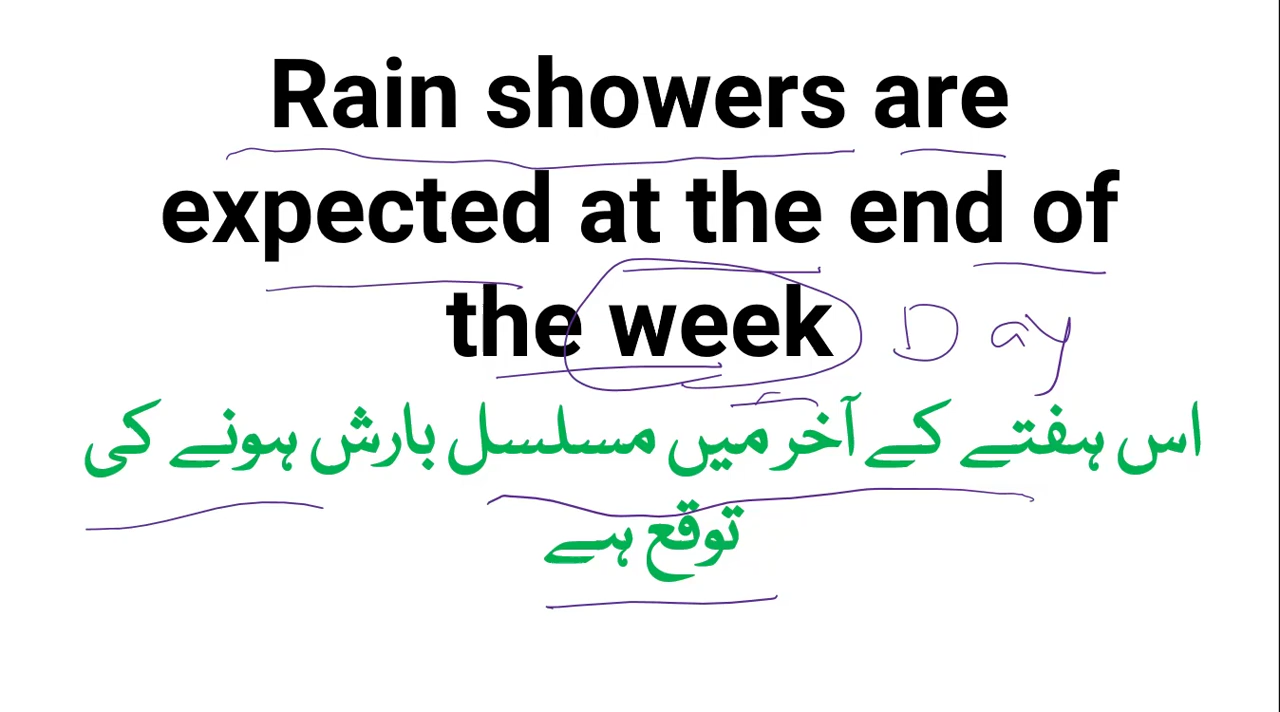 Rain showers are
expected at the end of
the week Day
اس ہفتے کے آخر میں مسلسل بارش ہونے کی
توقع ہے